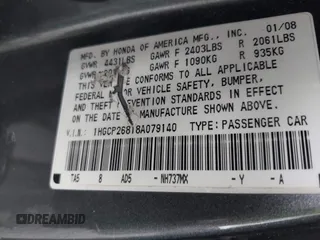 MFD. BY HONDA OF AMERICA MFG., INC. 01/08
GVWR 4431LBS GAWR F 2403LBS R 2061LBS
GVWR GAWR F 1090KG R 935KG
THIS VEHICLE CONFORMS TO ALL APPLICABLE
FEDERAL MOTOR VEHICLE SAFETY, BUMPER,
AND THEFT PREVENTION STANDARDS IN EFFECT
ON THE DATE OF MANUFACTURE SHOWN ABOVE.
V.I.N.: 1HGCP26818A079140 TYPE: PASSENGER CAR
TA5 B AD5 NH737MX -Y -A
DREAMBID